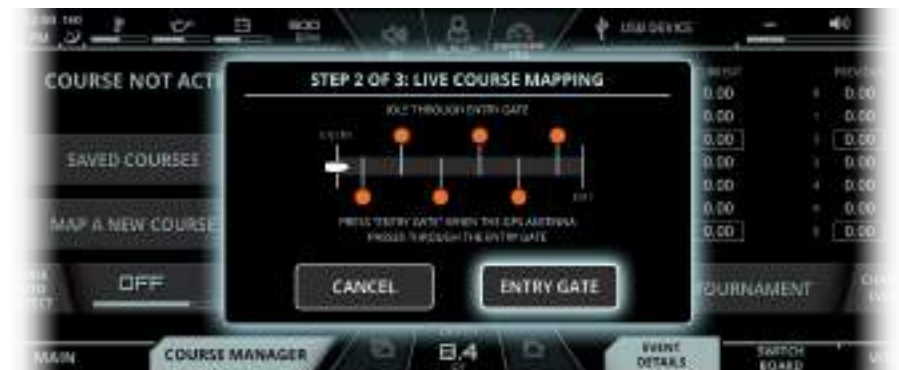 800
USB DEVICE
COURSE NOT ACTI
STEP 2 OF 3: LIVE COURSE MAPPING
IDLE THROUGH ENTRY GATE
ENTRY
EXIT
PRESS "ENTRY GATE" WHEN THE GPS ANTENNA
PASSES THROUGH THE ENTRY GATE
CANCEL
ENTRY GATE
SAVED COURSES
MAP A NEW COURSE
OFF
CURRENT
0.00
0.00
0.00
0.00
0.00
0.00
0.00
0.00
0.00
0.00
0.00
0.00
0.00
0.00
TOURNAMENT
MAIN
COURSE MANAGER
8.4
EVENT
DETAILS
SWITCH
BOARD